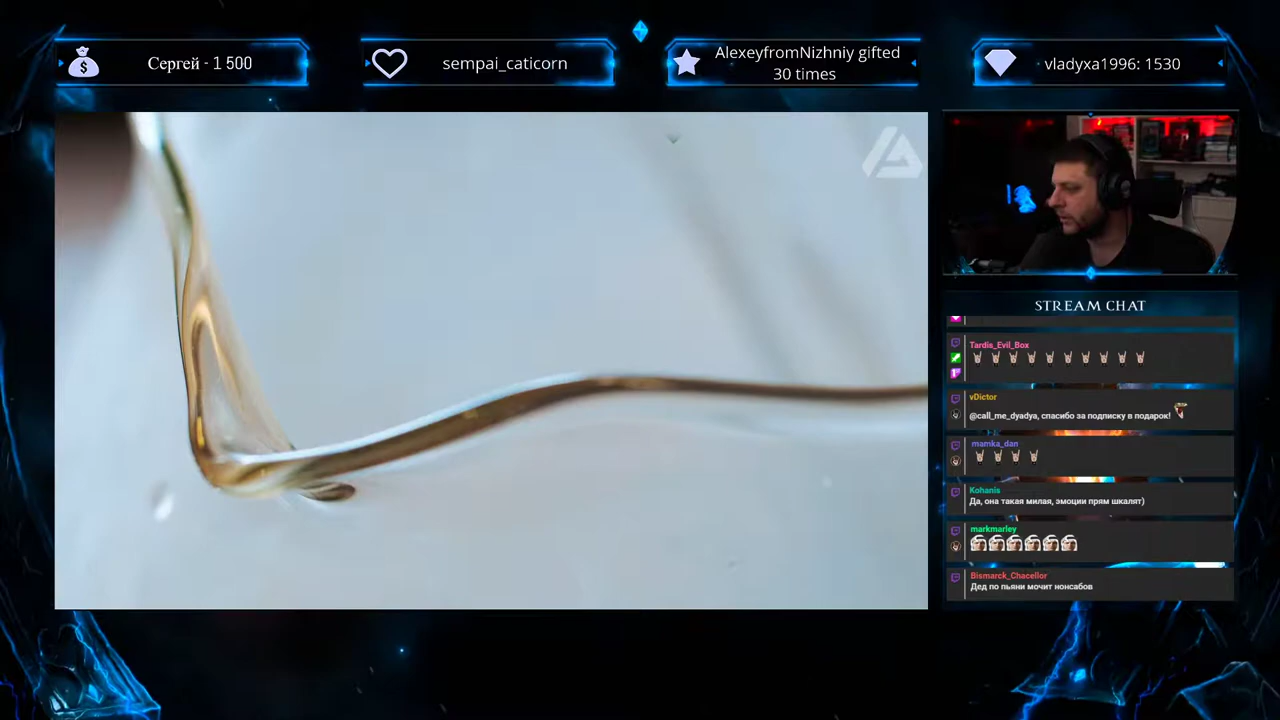 Сергей - 1 500
sempai_caticorn
AlexeyfromNizhniy gifted
30 times
vladyxa1996: 1530
STREAM CHAT
Tardis_Evil_Box
vDictor
@call_me_dyadya, спасибо за подписку в подарок!
mamka_dan
Kohanis
Да, она такая милая, эмоции прям шкалят)
markmarley
Bismarck_Chacellor
Дед по пьяни мочит нонсабов